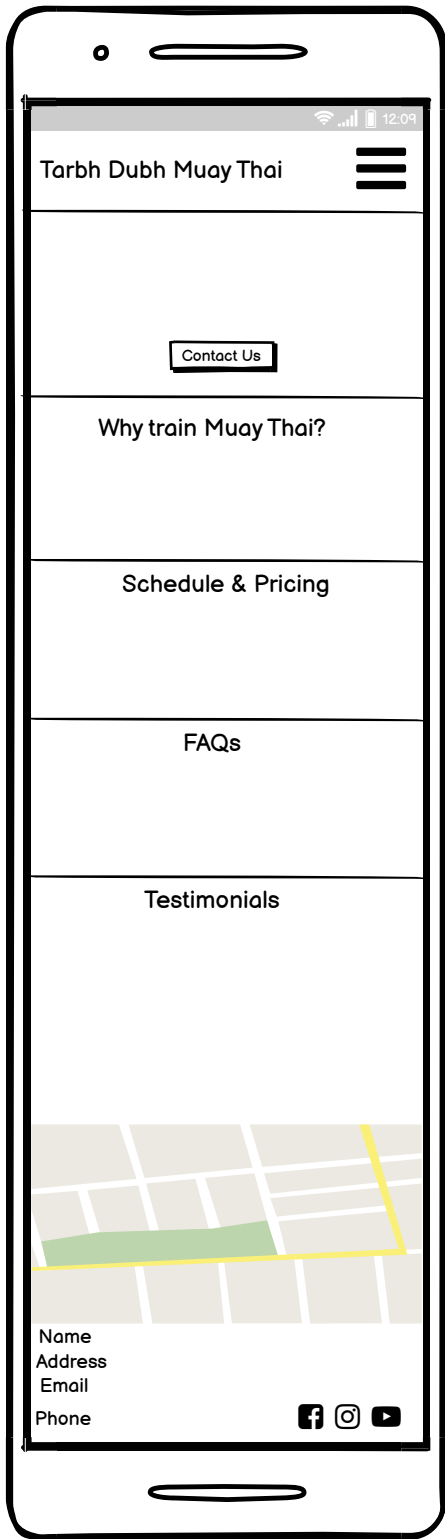 12:09
Tarbh Dubh Muay Thai
Contact Us
Why train Muay Thai?
Schedule & Pricing
FAQs
Testimonials
Name
Address
Email
Phone